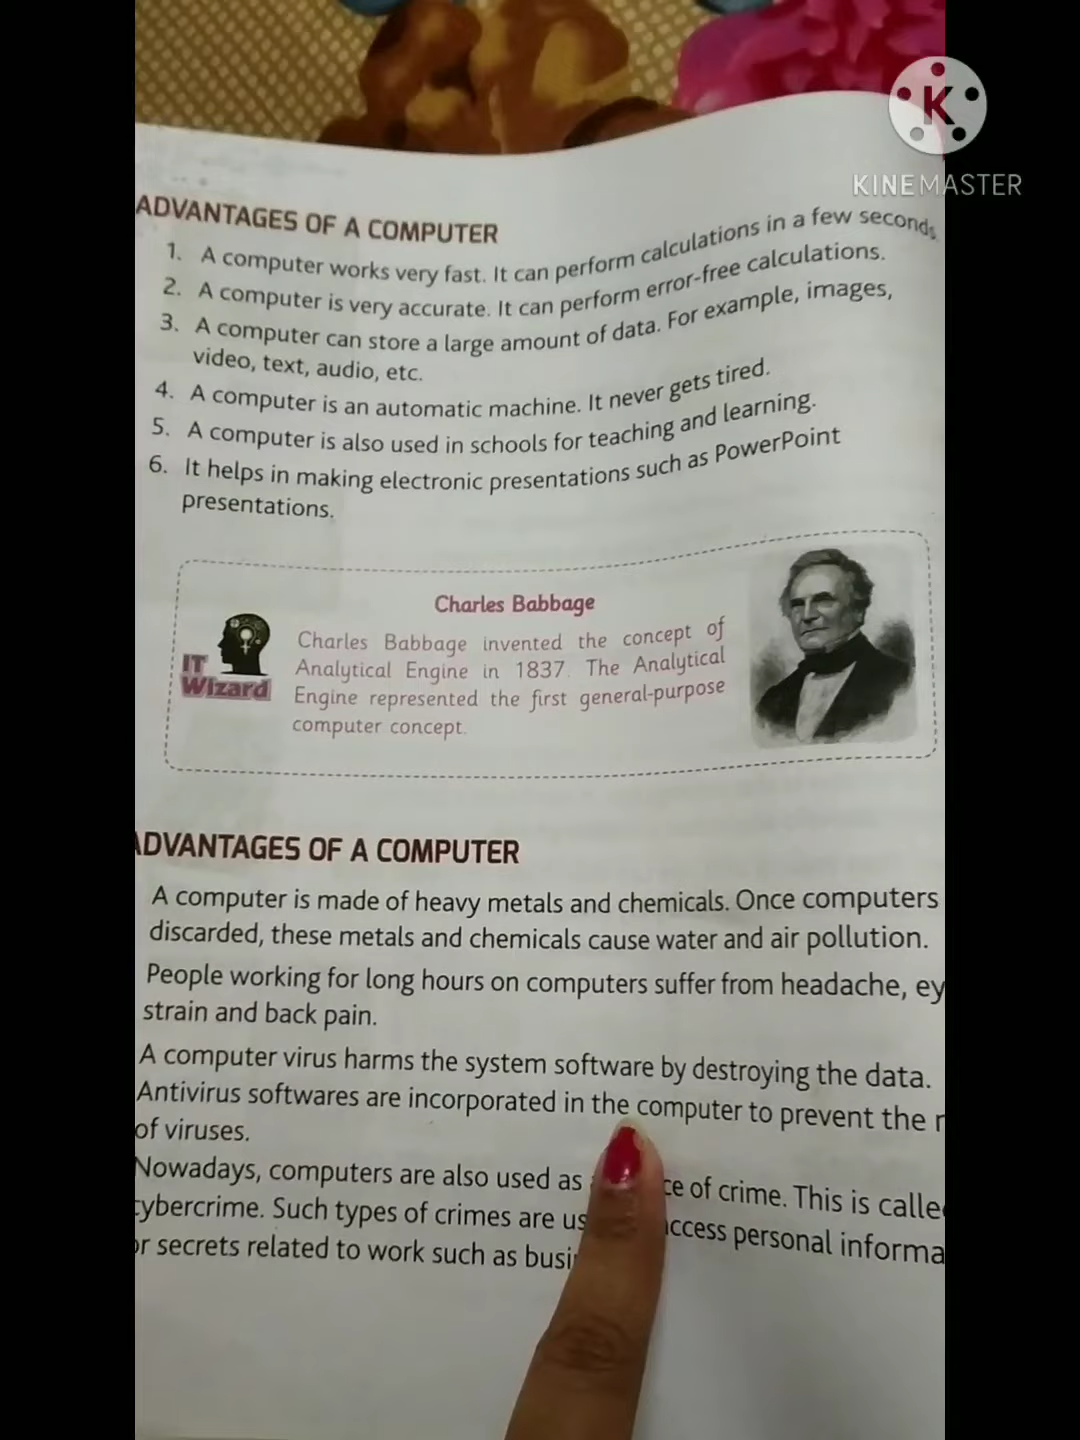 KINEMASTER
ADVANTAGES OF A COMPUTER
1. A computer works very fast. It can perform calculations in a few seconds
2. A computer is very accurate. It can perform error-free calculations.
3. A computer can store a large amount of data. For example, images,
video, text, audio, etc.
4. A computer is an automatic machine. It never gets tired.
5. A computer is also used in schools for teaching and learning.
6. It helps in making electronic presentations such as PowerPoint
presentations.
Charles Babbage
IT
Wizard
Charles Babbage invented the concept of
Analytical Engine in 1837. The Analytical
Engine represented the first general-purpose
computer concept.
ADVANTAGES OF A COMPUTER
A computer is made of heavy metals and chemicals. Once computers
discarded, these metals and chemicals cause water and air pollution.
People working for long hours on computers suffer from headache, ey
strain and back pain.
A computer virus harms the system software by destroying the data.
Antivirus softwares are incorporated in the computer to prevent the
of viruses.
Nowadays, computers are also used as of crime. This is calle
cybercrime. Such types of crimes are access personal informa
or secrets related to work such as